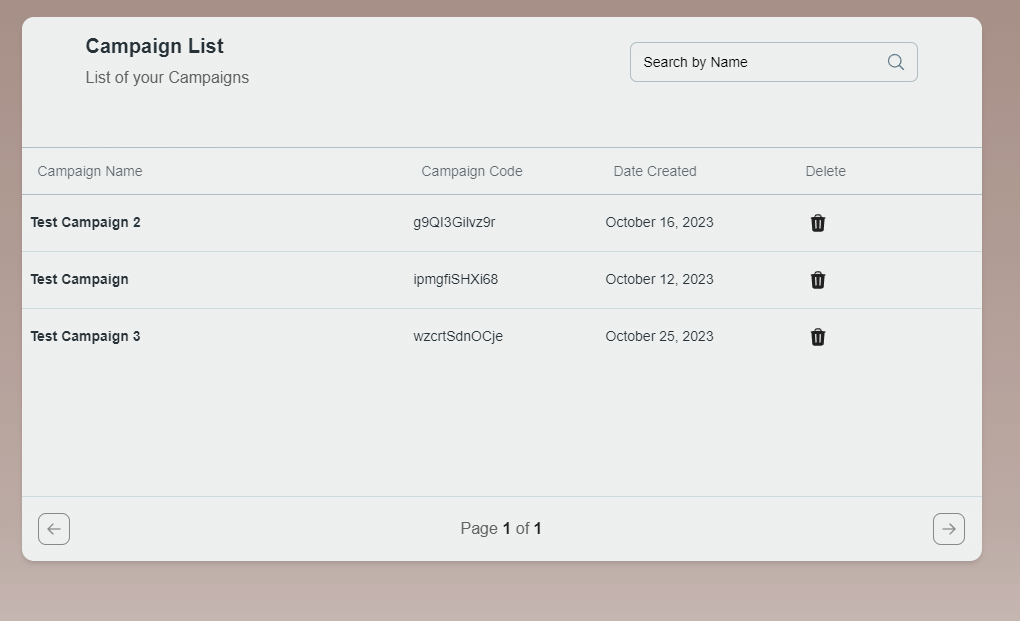 Campaign List
List of your Campaigns
Search by Name
Campaign Name Campaign Code Date Created Delete
Test Campaign 2 g9QI3Gilvz9r October 16, 2023
Test Campaign ipmgfiSHXi68 October 12, 2023
Test Campaign 3 wzcrtSdnOCje October 25, 2023
Page 1 of 1